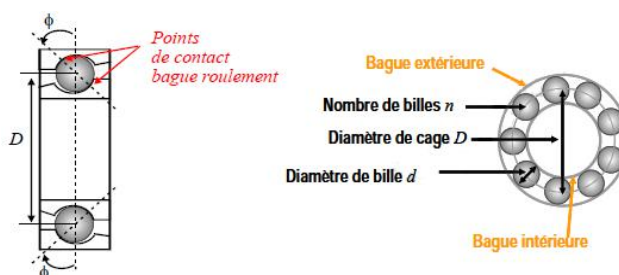 ϕ
Points
de contact
bague roulement
D
ϕ
Bague extérieure
Nombre de billes n
Diamètre de cage D
Diamètre de bille d
Bague intérieure